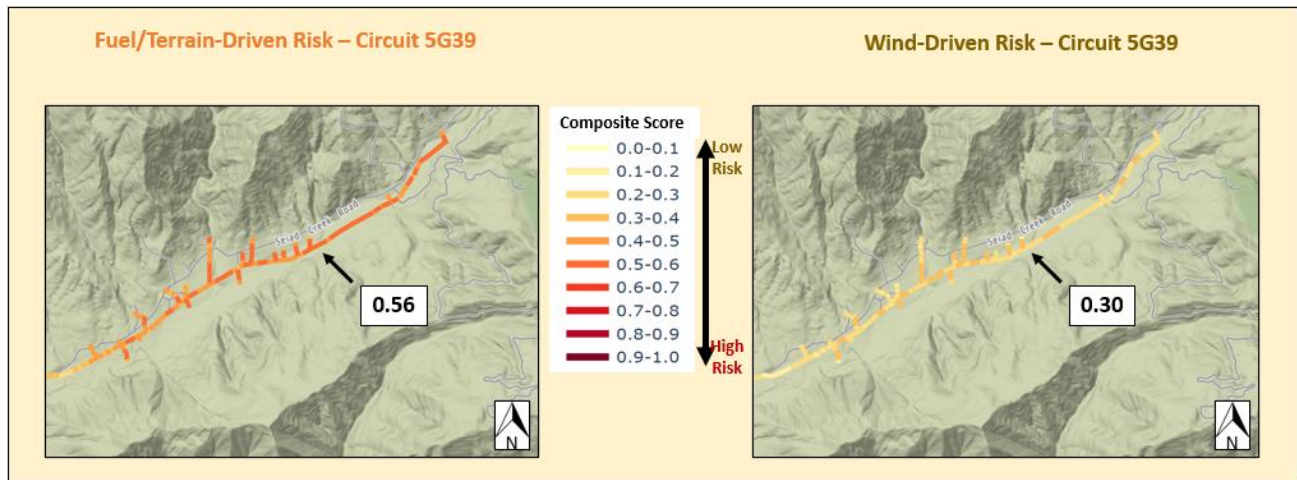 Fuel/Terrain-Driven Risk – Circuit 5G39
Wind-Driven Risk – Circuit 5G39
Seiad Creek Road
0.56
N
Composite Score
0.0-0.1
0.1-0.2
0.2-0.3
0.3-0.4
0.4-0.5
0.5-0.6
0.6-0.7
0.7-0.8
0.8-0.9
0.9-1.0
Low
Risk
High
Risk
Seiad Creek Road
0.30
N